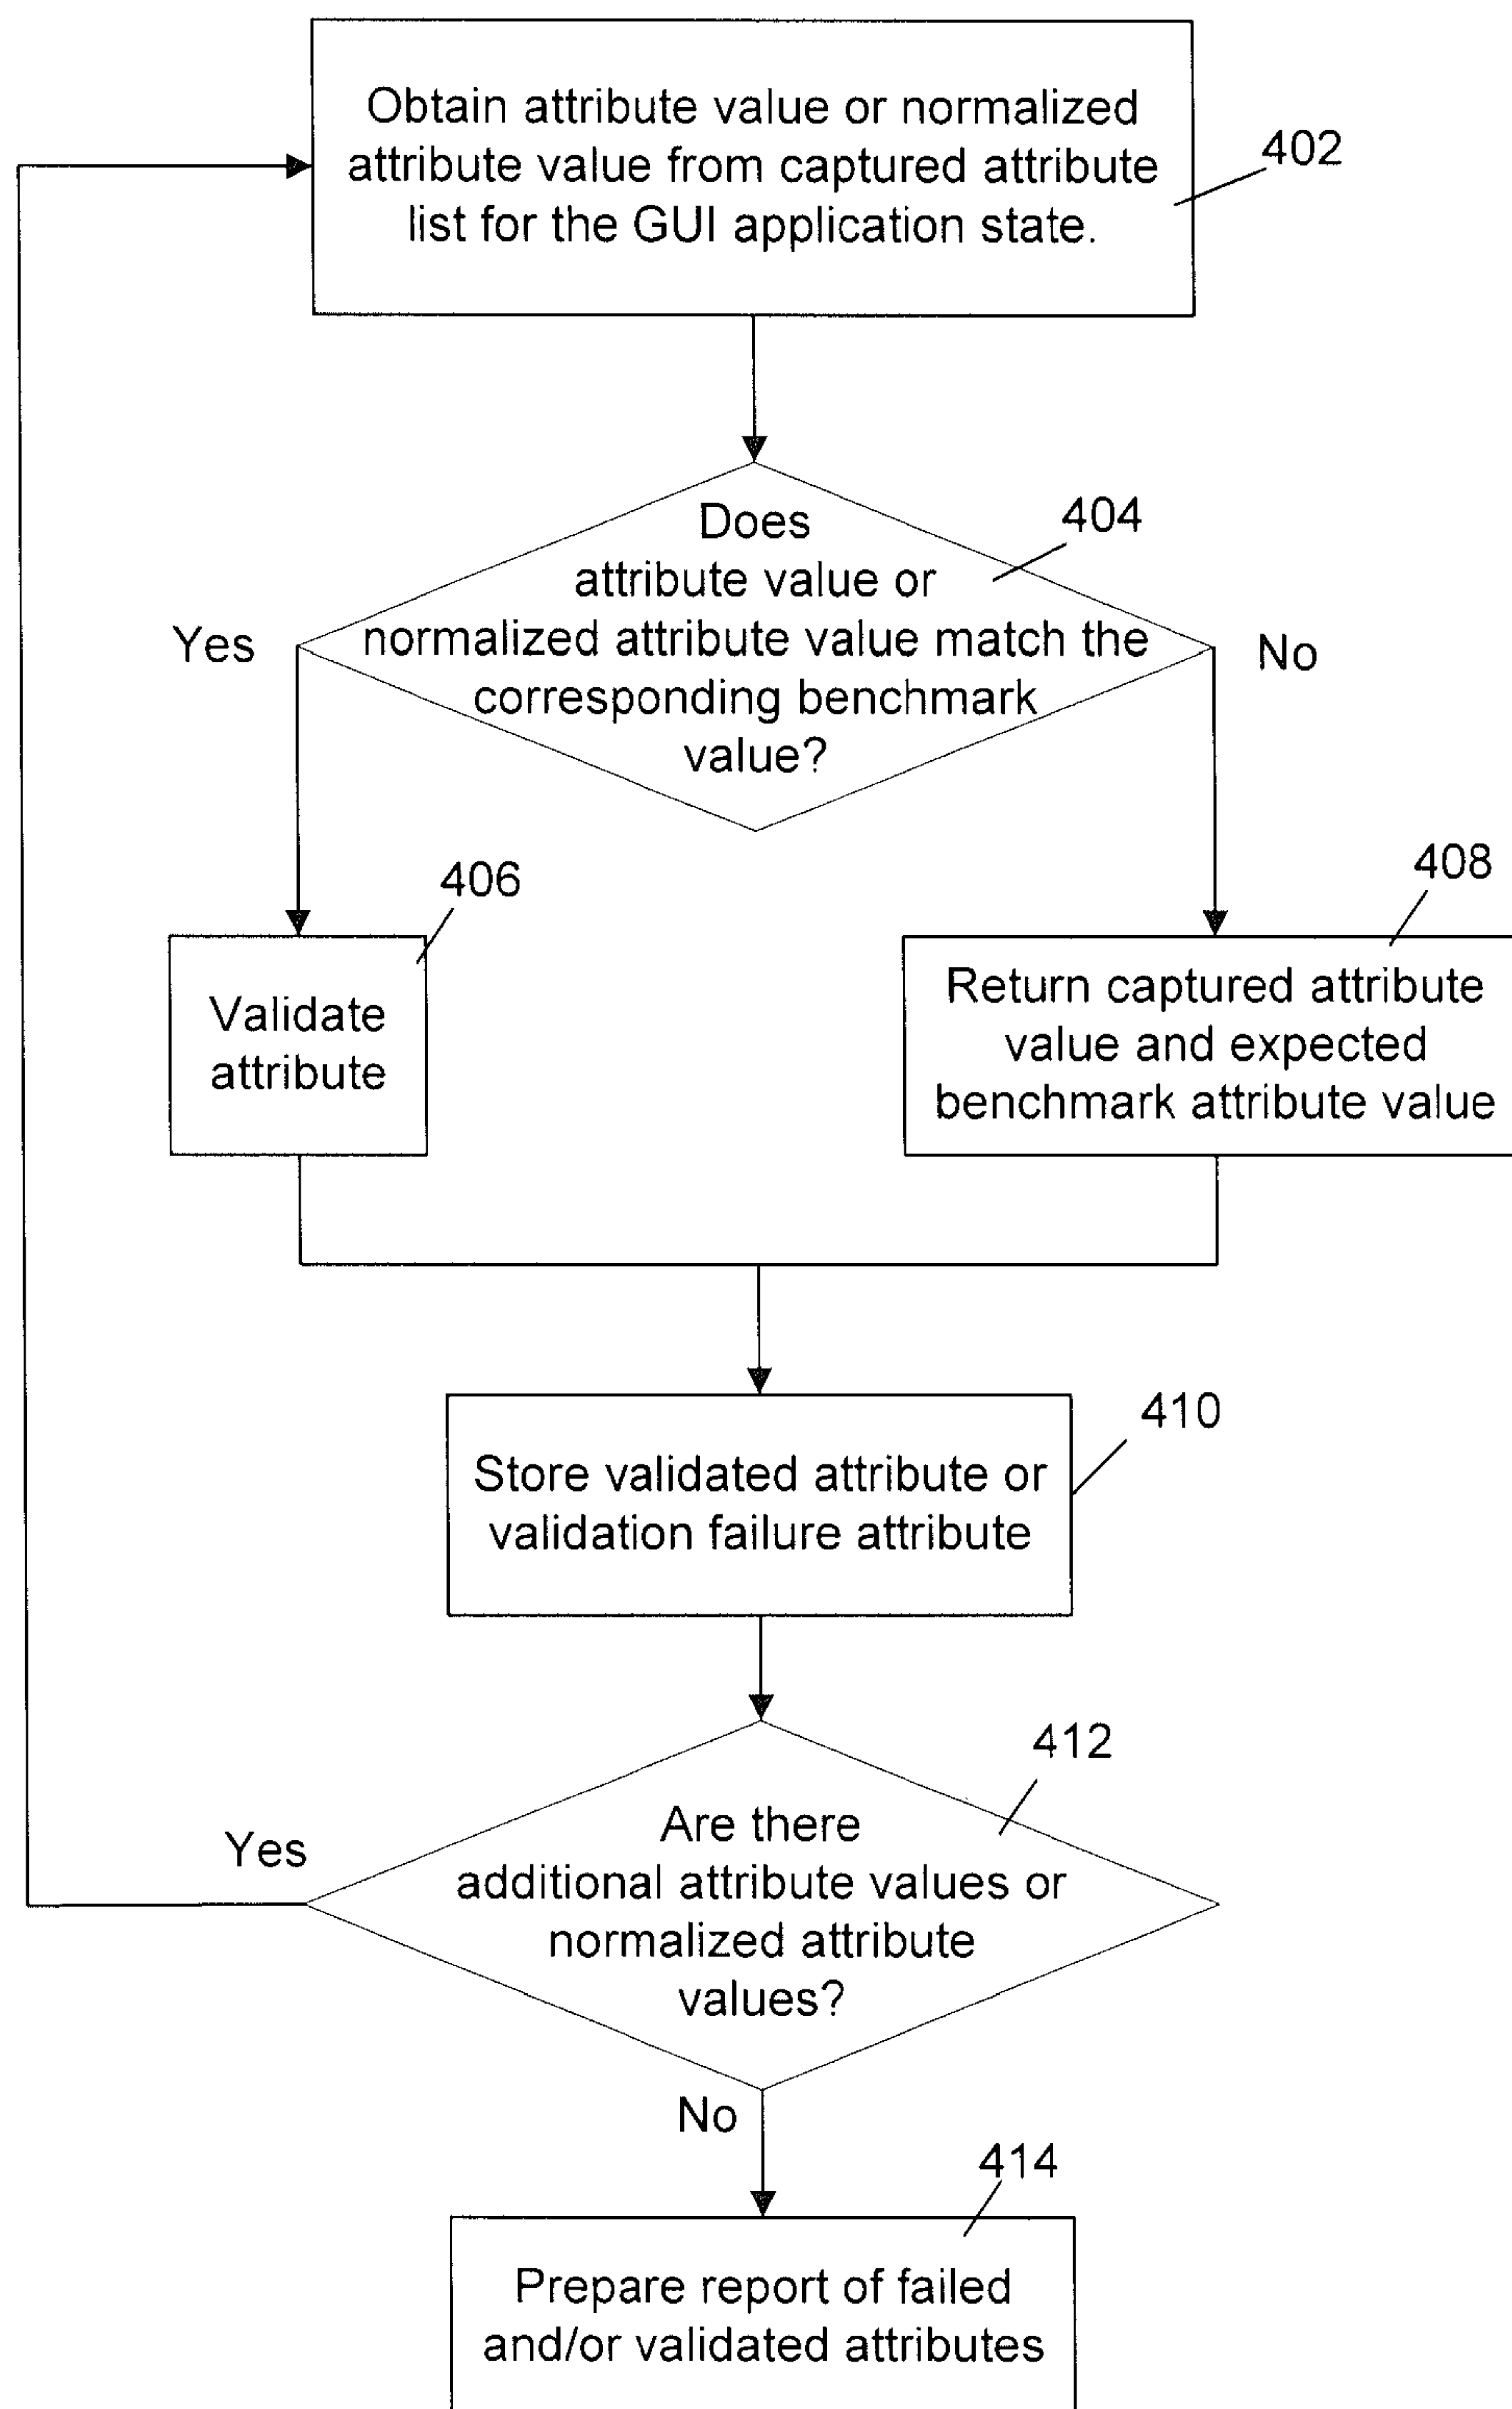 Obtain attribute value or normalized
attribute value from captured attribute
list for the GUI application state.
402
Does
attribute value or
normalized attribute value match the
corresponding benchmark
value?
404
Yes
No
406
Validate
attribute
408
Return captured attribute
value and expected
benchmark attribute value
410
Store validated attribute or
validation failure attribute
412
Are there
additional attribute values or
normalized attribute
values?
Yes
No
414
Prepare report of failed
and/or validated attributes